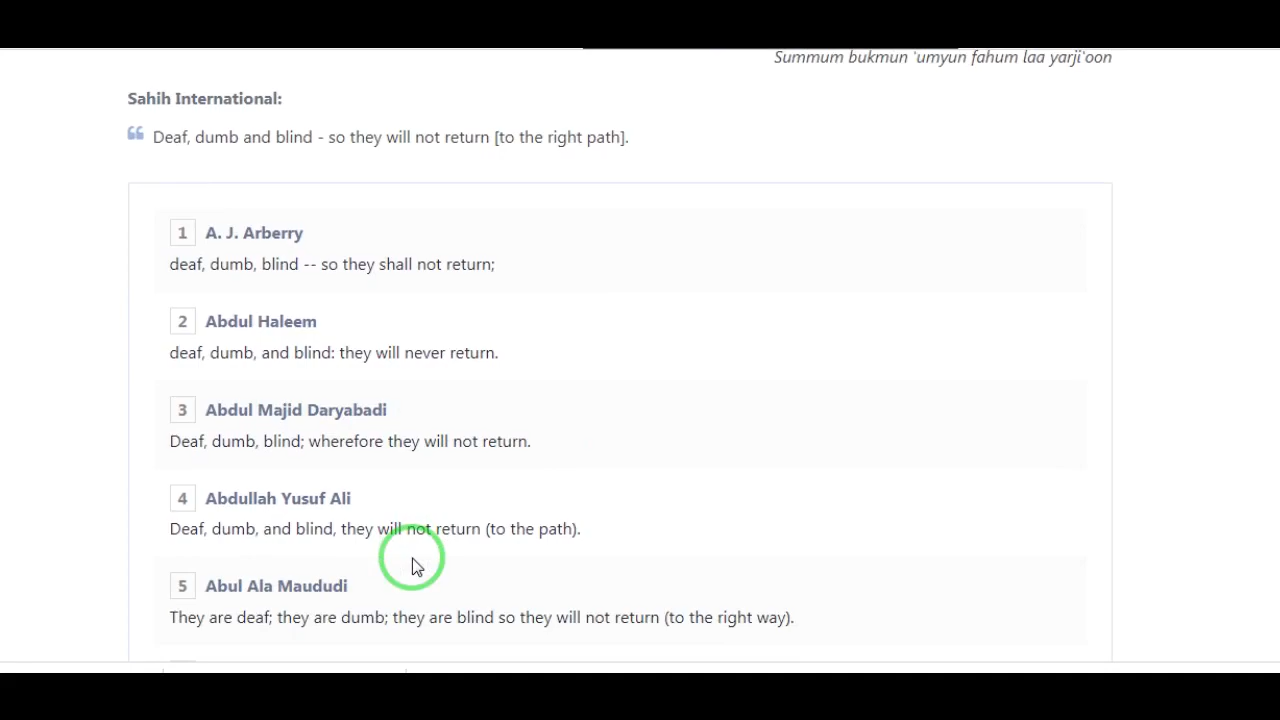 Summum bukmun 'umyun fahum laa yarji'oon
Sahih International:
Deaf, dumb and blind - so they will not return [to the right path].
1 A. J. Arberry
deaf, dumb, blind -- so they shall not return;
2 Abdul Haleem
deaf, dumb, and blind: they will never return.
3 Abdul Majid Daryabadi
Deaf, dumb, blind; wherefore they will not return.
4 Abdullah Yusuf Ali
Deaf, dumb, and blind, they will not return (to the path).
5 Abul Ala Maududi
They are deaf; they are dumb; they are blind so they will not return (to the right way).